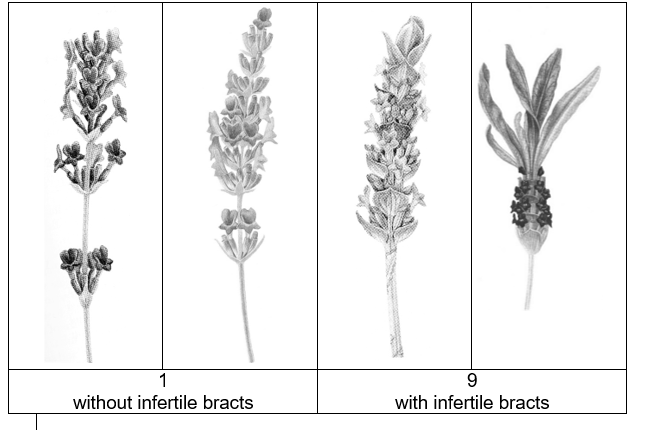 1
without infertile bracts
9
with infertile bracts